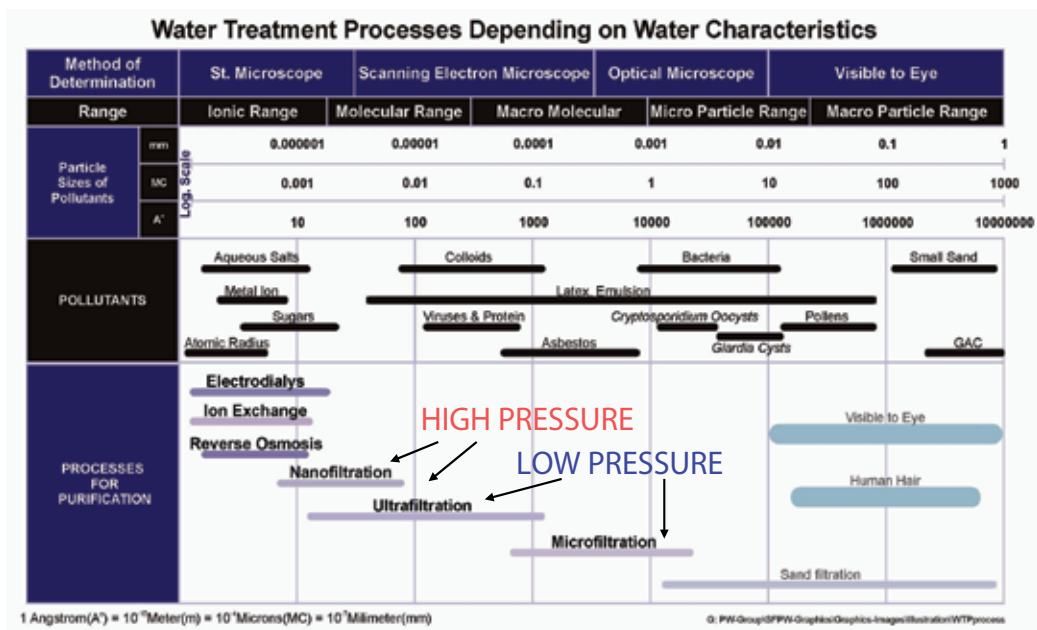 Water Treatment Processes Depending on Water Characteristics
Method of Determination St. Microscope Scanning Electron Microscope Optical Microscope Visible to Eye
Range Ionic Range Molecular Range Macro Molecular Micro Particle Range Macro Particle Range
Particle Sizes of Pollutants
Log. Scale
mm 0.000001 0.00001 0.0001 0.001 0.01 0.1 1
MC 0.001 0.01 0.1 1 10 100 1000
A° 10 100 1000 10000 100000 1000000 10000000
POLLUTANTS
Aqueous Salts Colloids Bacteria Small Sand
Metal Ion Latex, Emulsion
Sugars Viruses & Protein Cryptosporidium Oocysts Pollens
Atomic Radius Asbestos Giardia Cysts GAC
PROCESSES FOR PURIFICATION
Electrodialys
Ion Exchange HIGH PRESSURE Visible to Eye
Reverse Osmosis LOW PRESSURE
Nanofiltration Human Hair
Ultrafiltration
Microfiltration
Sand filtration
1 Angstrom(A°) = 10 Meter(m) = 10 Microns(MC) = 10 Milimeter(mm)